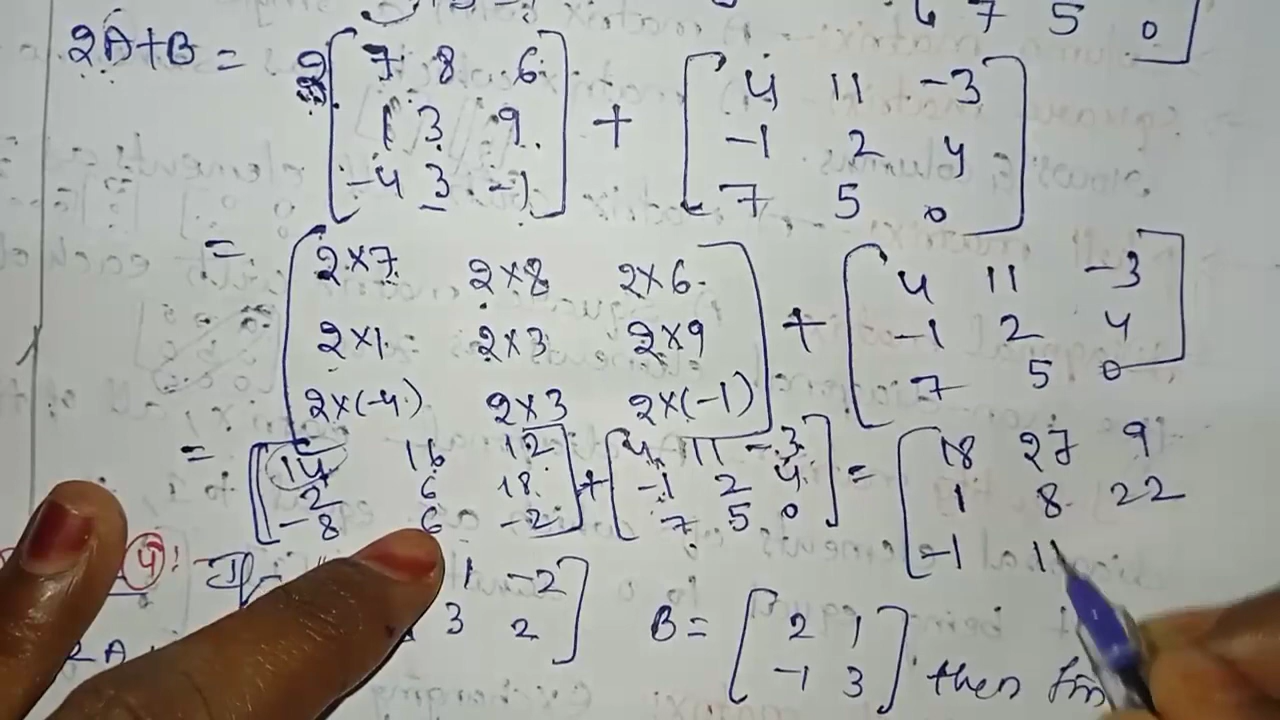 6 7 5 0 ]
2A+B = 2 [ 7 8 6 + [ 4 11 -3
1 3 9 -1 2 4
-4 3 -1 ] 7 5 0 ]
= [ 2×7 2×8 2×6 + [ 4 11 -3
2×1 2×3 2×9 -1 2 4
2×(-4) 2×3 2×(-1) ] 7 5 0 ]
= [ 14 16 12 + [ 4 11 -3 = [ 18 27 9
2 6 18 -1 2 4 1 8 22
-8 6 -2 ] 7 5 0 ] -1 11
4! If 1 -2
3 2 ] B = [ 2 1
2A -1 3 ] then fin